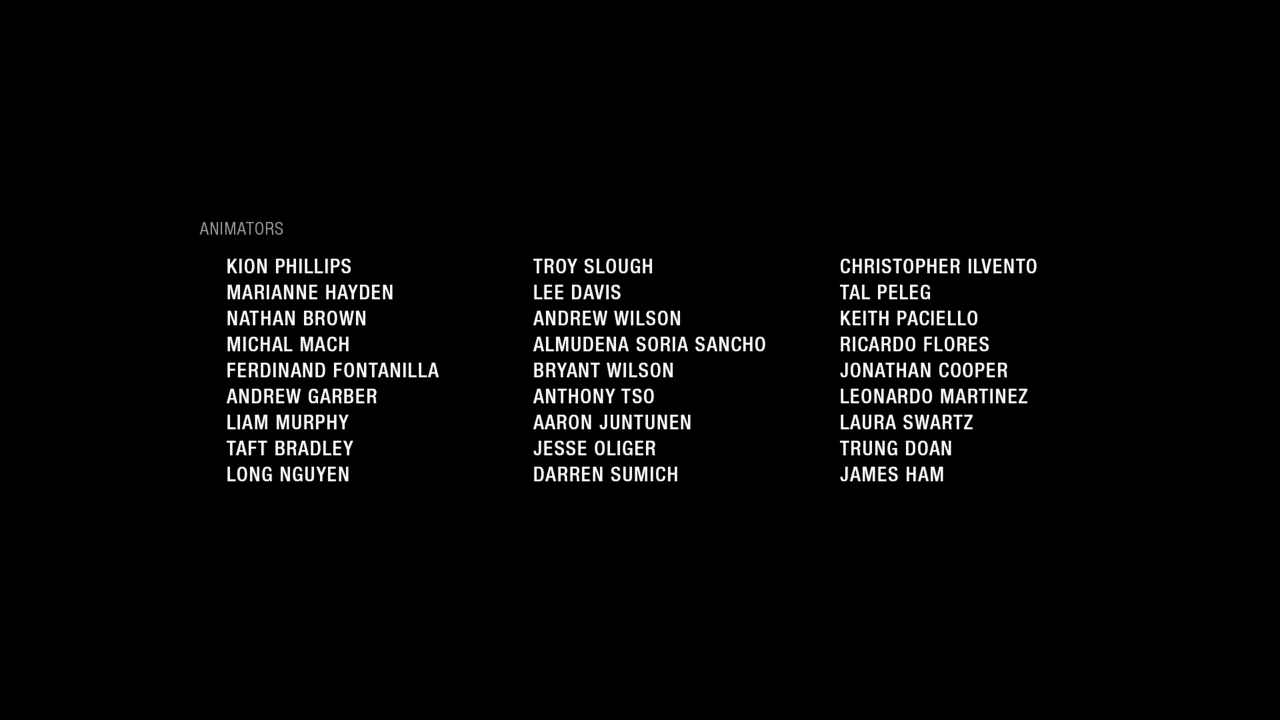 ANIMATORS
KION PHILLIPS
MARIANNE HAYDEN
NATHAN BROWN
MICHAL MACH
FERDINAND FONTANILLA
ANDREW GARBER
LIAM MURPHY
TAFT BRADLEY
LONG NGUYEN
TROY SLOUGH
LEE DAVIS
ANDREW WILSON
ALMUDENA SORIA SANCHO
BRYANT WILSON
ANTHONY TSO
AARON JUNTUNEN
JESSE OLIGER
DARREN SUMICH
CHRISTOPHER ILVENTO
TAL PELEG
KEITH PACIELLO
RICARDO FLORES
JONATHAN COOPER
LEONARDO MARTINEZ
LAURA SWARTZ
TRUNG DOAN
JAMES HAM